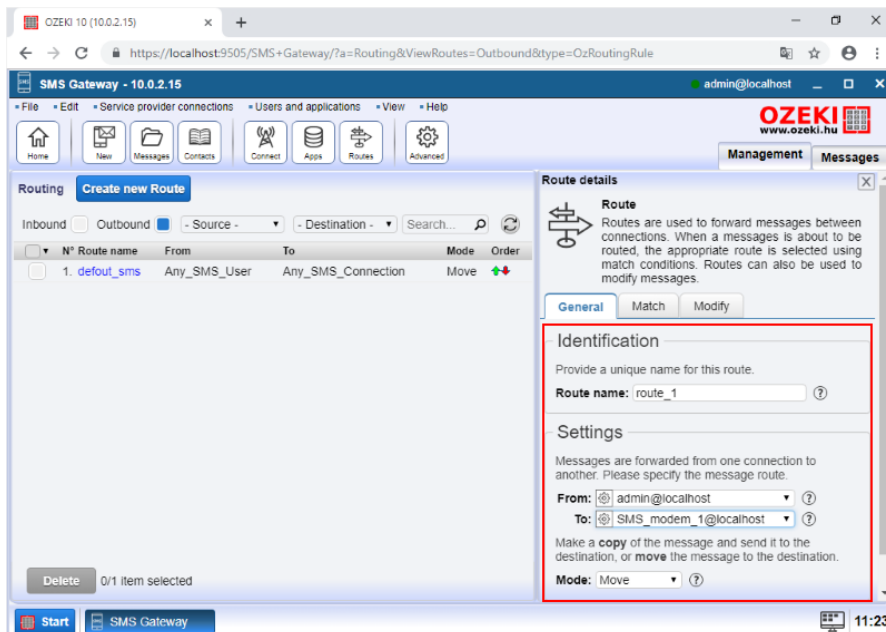 OZEKI 10 (10.0.2.15)
https://localhost:9505/SMS+Gateway/?a=Routing&ViewRoutes=Outbound&type=OzRoutingRule
SMS Gateway - 10.0.2.15
admin@localhost
File Edit Service provider connections Users and applications View Help
Home New Messages Contacts Connect Apps Routes Advanced
OZEKI
www.ozeki.hu
Management Messages
Routing Create new Route
Inbound Outbound - Source - - Destination - Search...
N° Route name From To Mode Order
1. defout_sms Any_SMS_User Any_SMS_Connection Move
Delete 0/1 item selected
Route details
Route
Routes are used to forward messages between
connections. When a messages is about to be
routed, the appropriate route is selected using
match conditions. Routes can also be used to
modify messages.
General Match Modify
Identification
Provide a unique name for this route.
Route name: route_1
Settings
Messages are forwarded from one connection to
another. Please specify the message route.
From: admin@localhost
To: SMS_modem_1@localhost
Make a copy of the message and send it to the
destination, or move the message to the destination.
Mode: Move
Start SMS Gateway 11:23